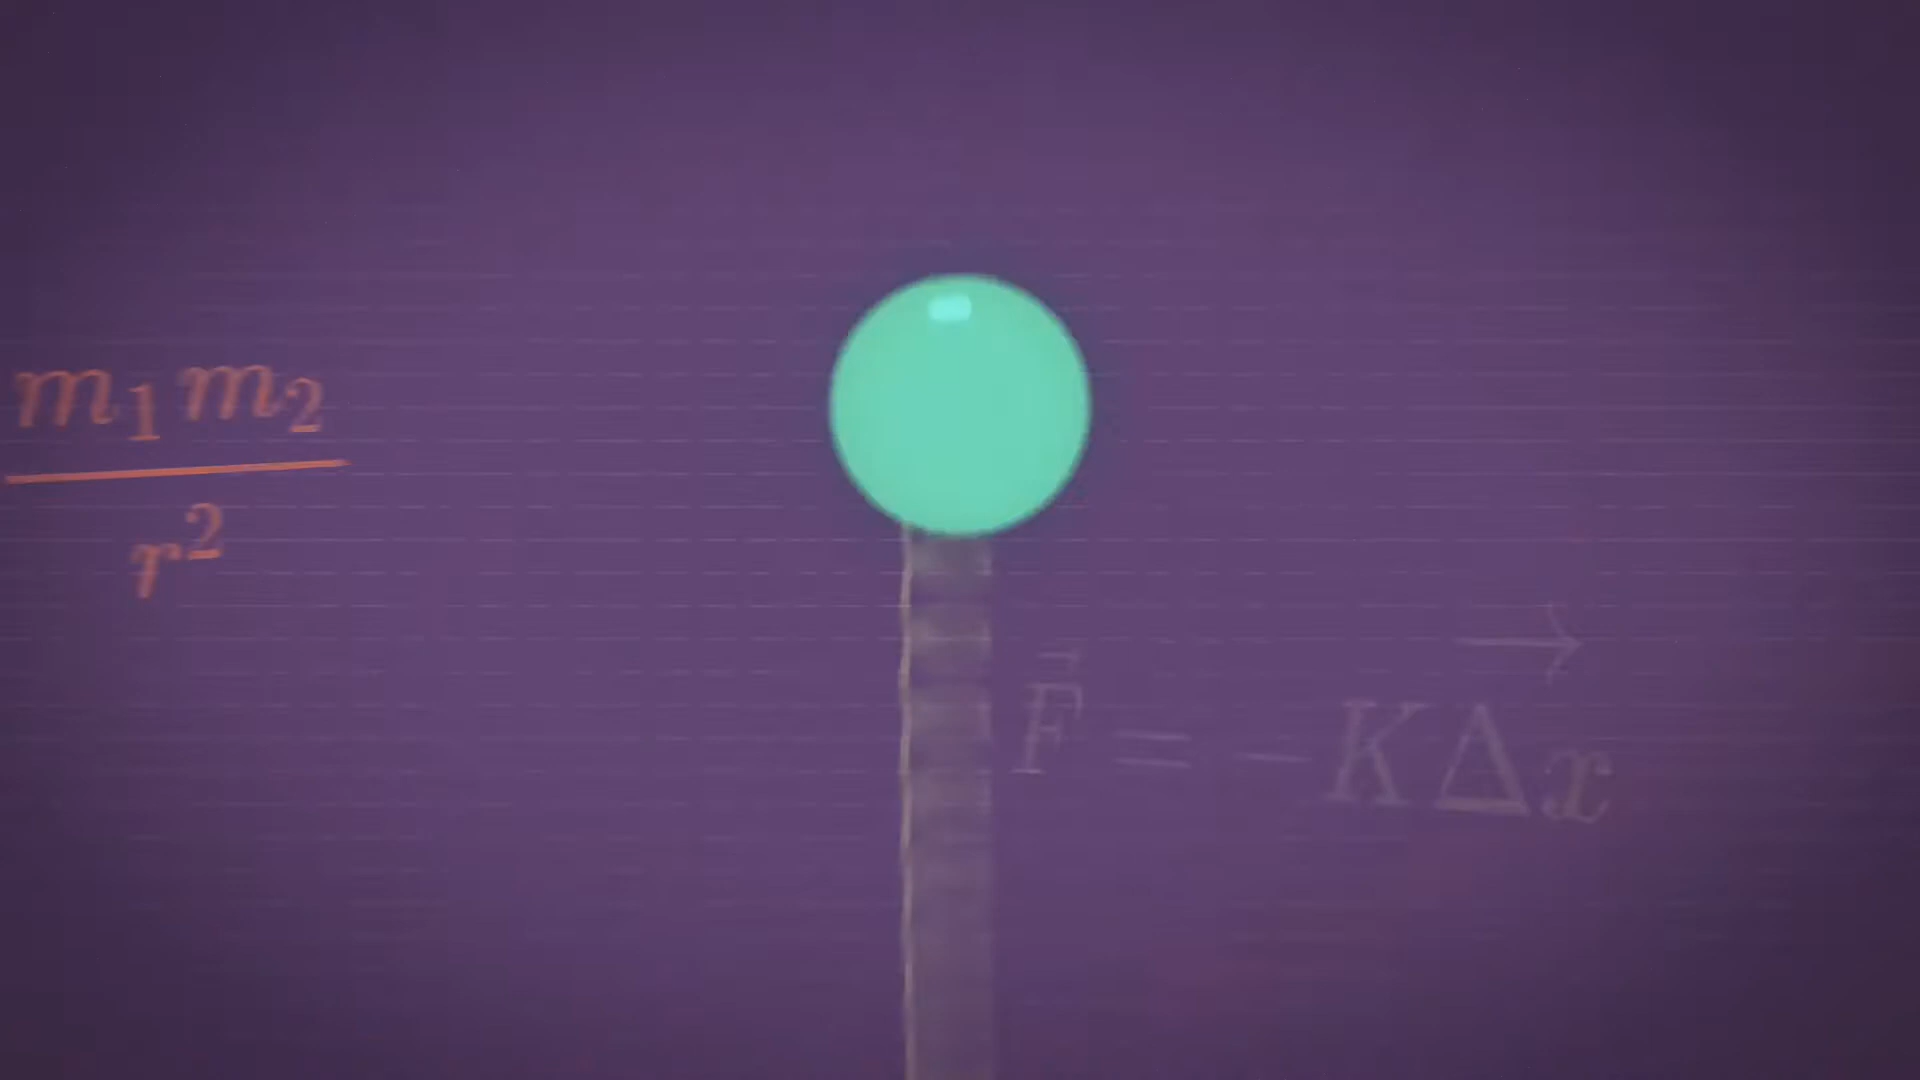 m₁m₂
r²
F⃗ = −KΔx⃗